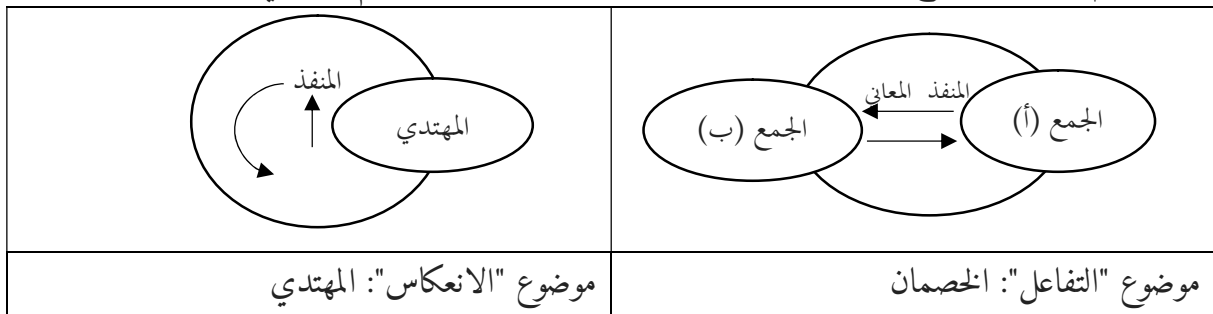 المنفذ المعاني
الجمع (أ)
الجمع (ب)
المنفذ
المهتدي
موضوع "التفاعل": الخصمان
موضوع "الانعكاس": المهتدي